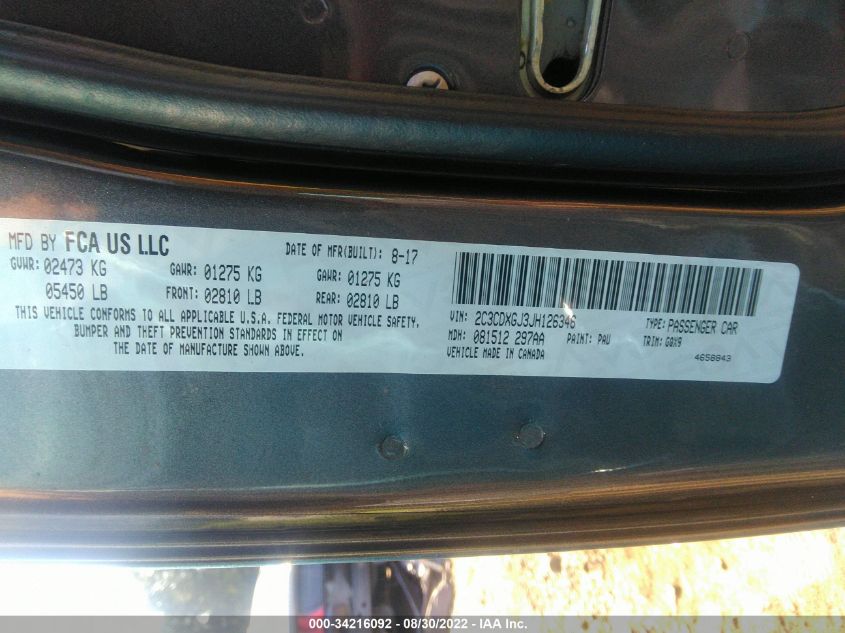 MFD BY FCA US LLC
DATE OF MFR(BUILT): 8-17
GVWR: 02473 KG
GAWR: 01275 KG
GAWR: 01275 KG
05450 LB
FRONT: 02810 LB
REAR: 02810 LB
THIS VEHICLE CONFORMS TO ALL APPLICABLE U.S.A. FEDERAL MOTOR VEHICLE SAFETY,
BUMPER AND THEFT PREVENTION STANDARDS IN EFFECT ON
THE DATE OF MANUFACTURE SHOWN ABOVE.
VIN: 2C3CDXGJ3JH126346
TYPE: PASSENGER CAR
MDH: 081512 297AA
PAINT: PAU
TRIM: G8X9
VEHICLE MADE IN CANADA
4658843
000-34216092 - 08/30/2022 - IAA Inc.